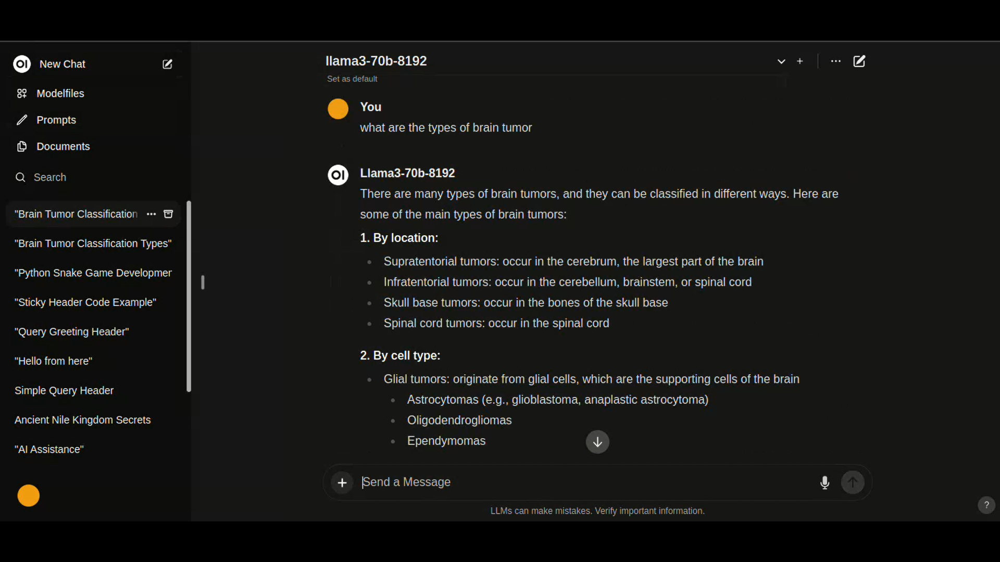 OI New Chat
Modelfiles
Prompts
Documents
Search
"Brain Tumor Classification
"Brain Tumor Classification Types"
"Python Snake Game Developmer
"Sticky Header Code Example"
"Query Greeting Header"
"Hello from here"
Simple Query Header
Ancient Nile Kingdom Secrets
"AI Assistance"
llama3-70b-8192
Set as default
You
what are the types of brain tumor
OI Llama3-70b-8192
There are many types of brain tumors, and they can be classified in different ways. Here are
some of the main types of brain tumors:
1. By location:
Supratentorial tumors: occur in the cerebrum, the largest part of the brain
Infratentorial tumors: occur in the cerebellum, brainstem, or spinal cord
Skull base tumors: occur in the bones of the skull base
Spinal cord tumors: occur in the spinal cord
2. By cell type:
Glial tumors: originate from glial cells, which are the supporting cells of the brain
Astrocytomas (e.g., glioblastoma, anaplastic astrocytoma)
Oligodendrogliomas
Ependymomas
Send a Message
LLMs can make mistakes. Verify important information.
?